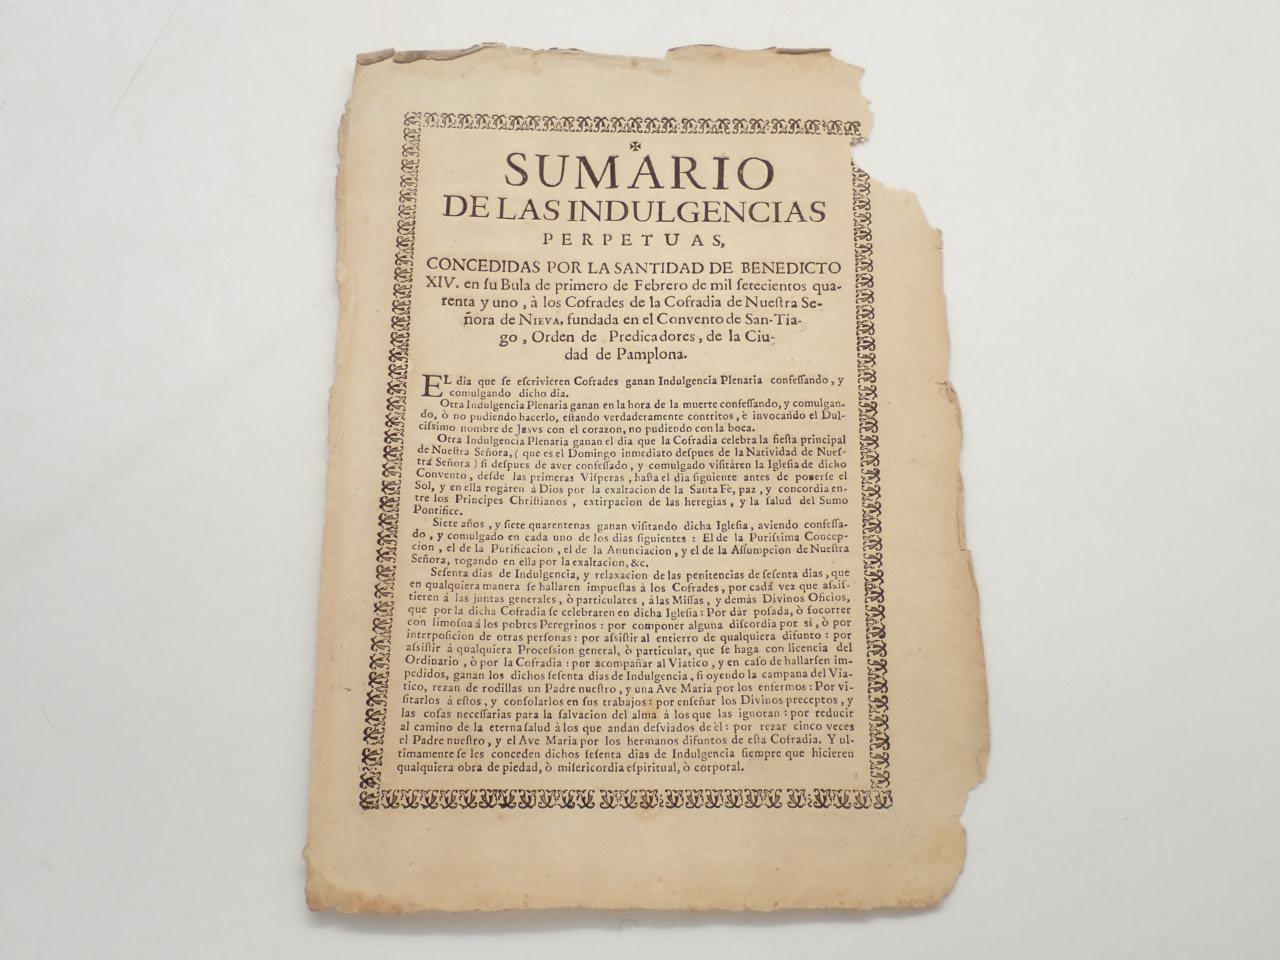 ✠
SUMARIO
DE LAS INDULGENCIAS
PERPETUAS,
CONCEDIDAS POR LA SANTIDAD DE BENEDICTO
XIV. en ſu Bula de primero de Febrero de mil ſetecientos qua-
renta y uno, à los Cofrades de la Cofradia de Nueſtra Se-
ñora de NIEVA, fundada en el Convento de San-Tia-
go, Orden de Predicadores, de la Ciu-
dad de Pamplona.
EL dia que ſe eſcrivieren Cofrades ganan Indulgencia Plenaria confeſſando, y
comulgando dicho dia.
Otra Indulgencia Plenaria ganan en la hora de la muerte confeſſando, y comulgan-
do, ò no pudiendo hacerlo, eſtando verdaderamente contritos, è invocando el Dul-
ciſſimo nombre de Jesvs con el corazon, no pudiendo con la boca.
Otra Indulgencia Plenaria ganan el dia que la Cofradia celebra la fieſta principal
de Nueſtra Señora, (que es el Domingo inmediato deſpues de la Natividad de Nueſ-
tra Señora) ſi deſpues de aver confeſſado, y comulgado viſitàren la Igleſia de dicho
Convento, deſde las primeras Viſperas, haſta el dia ſiguiente antes de ponerſe el
Sol, y en ella rogàren à Dios por la exaltacion de la Santa Fè, paz, y concordia en-
tre los Principes Chriſtianos, extirpacion de las heregias, y la ſalud del Sumo
Pontifice.
Siete años, y ſiete quarentenas ganan viſitando dicha Igleſia, aviendo confeſſa-
do, y comulgado en cada uno de los dias ſiguientes: El de la Puriſſima Concep-
cion, el de la Purificacion, el de la Anunciacion, y el de la Aſſumpcion de Nueſtra
Señora, rogando en ella por la exaltacion, &c.
Seſenta dias de Indulgencia, y relaxacion de las penitencias de ſeſenta dias, que
en qualquiera manera ſe hallaren impueſtas à los Cofrades, por cada vez que aſsiſ-
tieren à las juntas generales, ò particulares, à las Miſſas, y demàs Divinos Oficios,
que por la dicha Cofradia ſe celebraren en dicha Igleſia: Por dàr poſada, ò ſocorrer
con limoſna à los pobres Peregrinos: por componer alguna diſcordia por sì, ò por
interpoſicion de otras perſonas: por aſsiſtir al entierro de qualquiera difunto: por
aſsiſtir à qualquiera Proceſsion general, ò particular, que ſe haga con licencia del
Ordinario, ò por la Cofradia: por acompañar al Viatico, y en caſo de hallarſen im-
pedidos, ganan los dichos ſeſenta dias de Indulgencia, ſi oyendo la campana del Via-
tico, rezan de rodillas un Padre nueſtro, y una Ave Maria por los enfermos: Por vi-
ſitarlos à eſtos, y conſolarlos en ſus trabajos: por enſeñar los Divinos preceptos, y
las coſas neceſſarias para la ſalvacion del alma à los que las ignoran: por reducir
al camino de la eterna ſalud à los que andan deſviados de èl: por rezar cinco veces
el Padre nueſtro, y el Ave Maria por los hermanos difuntos de eſta Cofradia. Y ul-
timamente ſe les conceden dichos ſeſenta dias de Indulgencia ſiempre que hicieren
qualquiera obra de piedad, ò miſericordia eſpiritual, ò corporal.